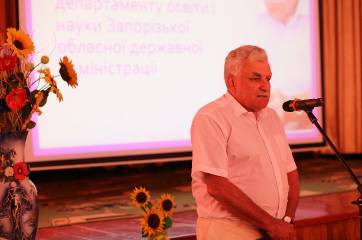 департаменту освіти і
науки Запорізької
обласної державної
адміністрації